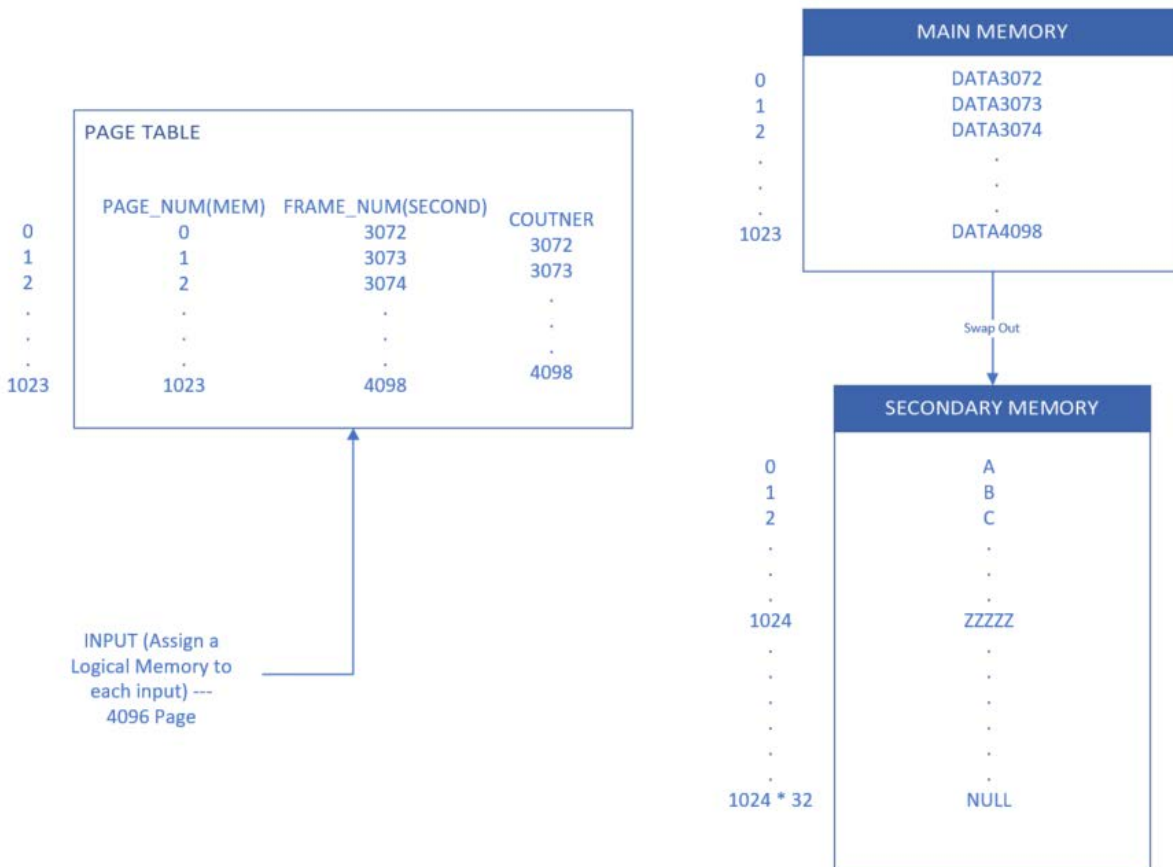 PAGE TABLE
PAGE_NUM(MEM) FRAME_NUM(SECOND) COUTNER
0 0 3072 3072
1 1 3073 3073
2 2 3074 .
. . . .
. . . .
. . .
1023 1023 4098 4098
INPUT (Assign a
Logical Memory to
each input) ---
4096 Page
MAIN MEMORY
0 DATA3072
1 DATA3073
2 DATA3074
. .
. .
. .
1023 DATA4098
Swap Out
SECONDARY MEMORY
0 A
1 B
2 C
. .
. .
. .
1024 ZZZZZ
. .
. .
. .
. .
. .
. .
1024 * 32 NULL